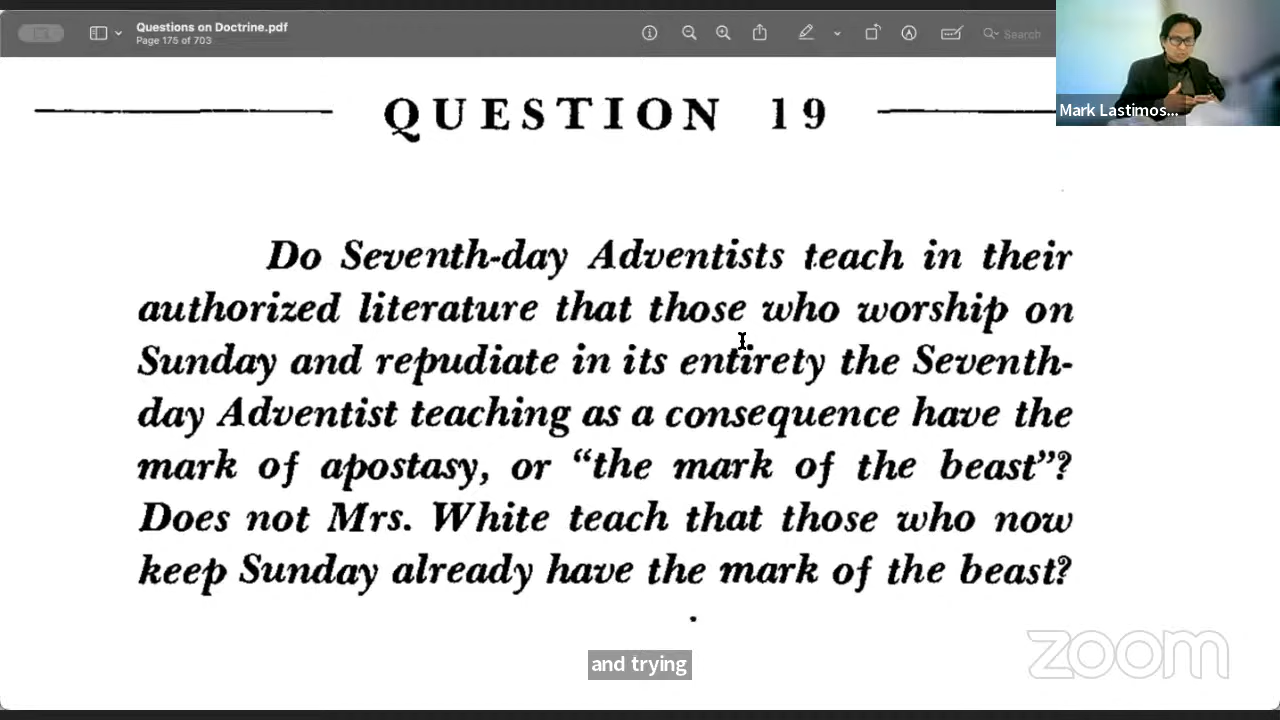 Questions on Doctrine.pdf
Page 175 of 703
Search
Mark Lastimos...
QUESTION 19
Do Seventh-day Adventists teach in their
authorized literature that those who worship on
Sunday and repudiate in its entirety the Seventh-
day Adventist teaching as a consequence have the
mark of apostasy, or “the mark of the beast”?
Does not Mrs. White teach that those who now
keep Sunday already have the mark of the beast?
and trying
zoom